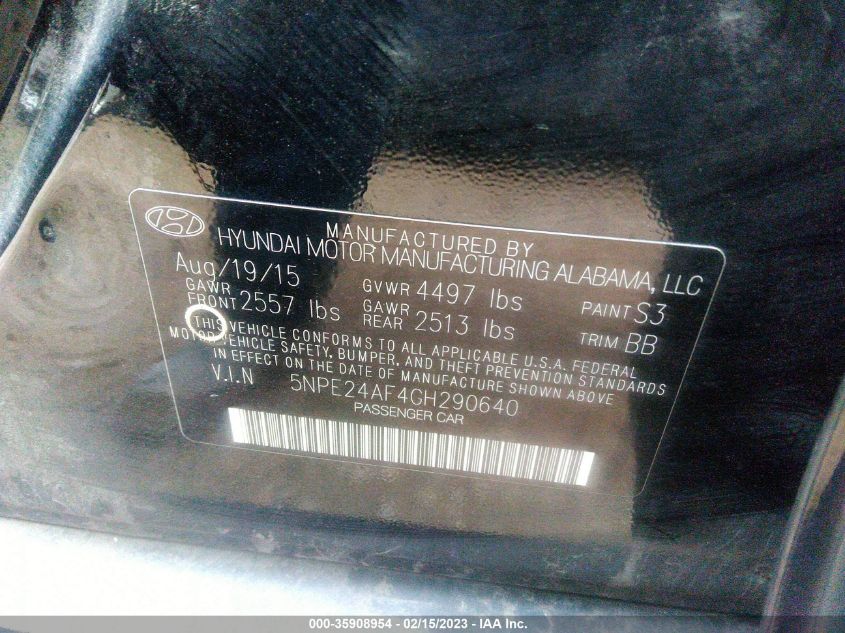 MANUFACTURED BY
HYUNDAI MOTOR MANUFACTURING ALABAMA, LLC
Aug/19/15 GVWR 4497 lbs PAINT S3
GAWR FRONT 2557 lbs GAWR REAR 2513 lbs TRIM BB
THIS VEHICLE CONFORMS TO ALL APPLICABLE U.S.A. FEDERAL
MOTOR VEHICLE SAFETY, BUMPER, AND THEFT PREVENTION STANDARDS
IN EFFECT ON THE DATE OF MANUFACTURE SHOWN ABOVE
V.I.N 5NPE24AF4GH290640
PASSENGER CAR
000-35908954 - 02/15/2023 - IAA Inc.